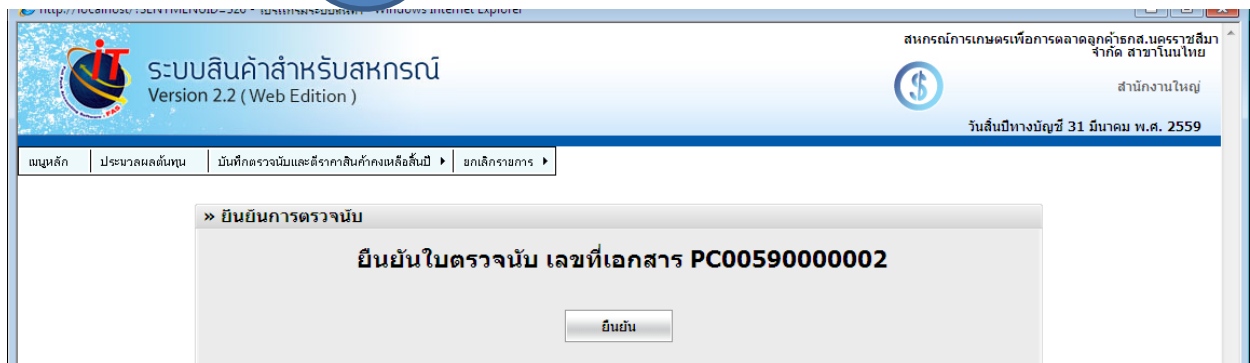 สหกรณ์การเกษตรเพื่อการตลาดลูกค้าธกส.นครราชสีมา
จำกัด สาขาโนนไทย
iT
ระบบสินค้าสำหรับสหกรณ์
Version 2.2 ( Web Edition )
$
สำนักงานใหญ่
วันสิ้นปีทางบัญชี 31 มีนาคม พ.ศ. 2559
เมนูหลัก ประมวลผลต้นทุน บันทึกตรวจนับและตีราคาสินค้าคงเหลือสิ้นปี ยกเลิกรายการ
» ยืนยันการตรวจนับ
ยืนยันใบตรวจนับ เลขที่เอกสาร PC00590000002
ยืนยัน